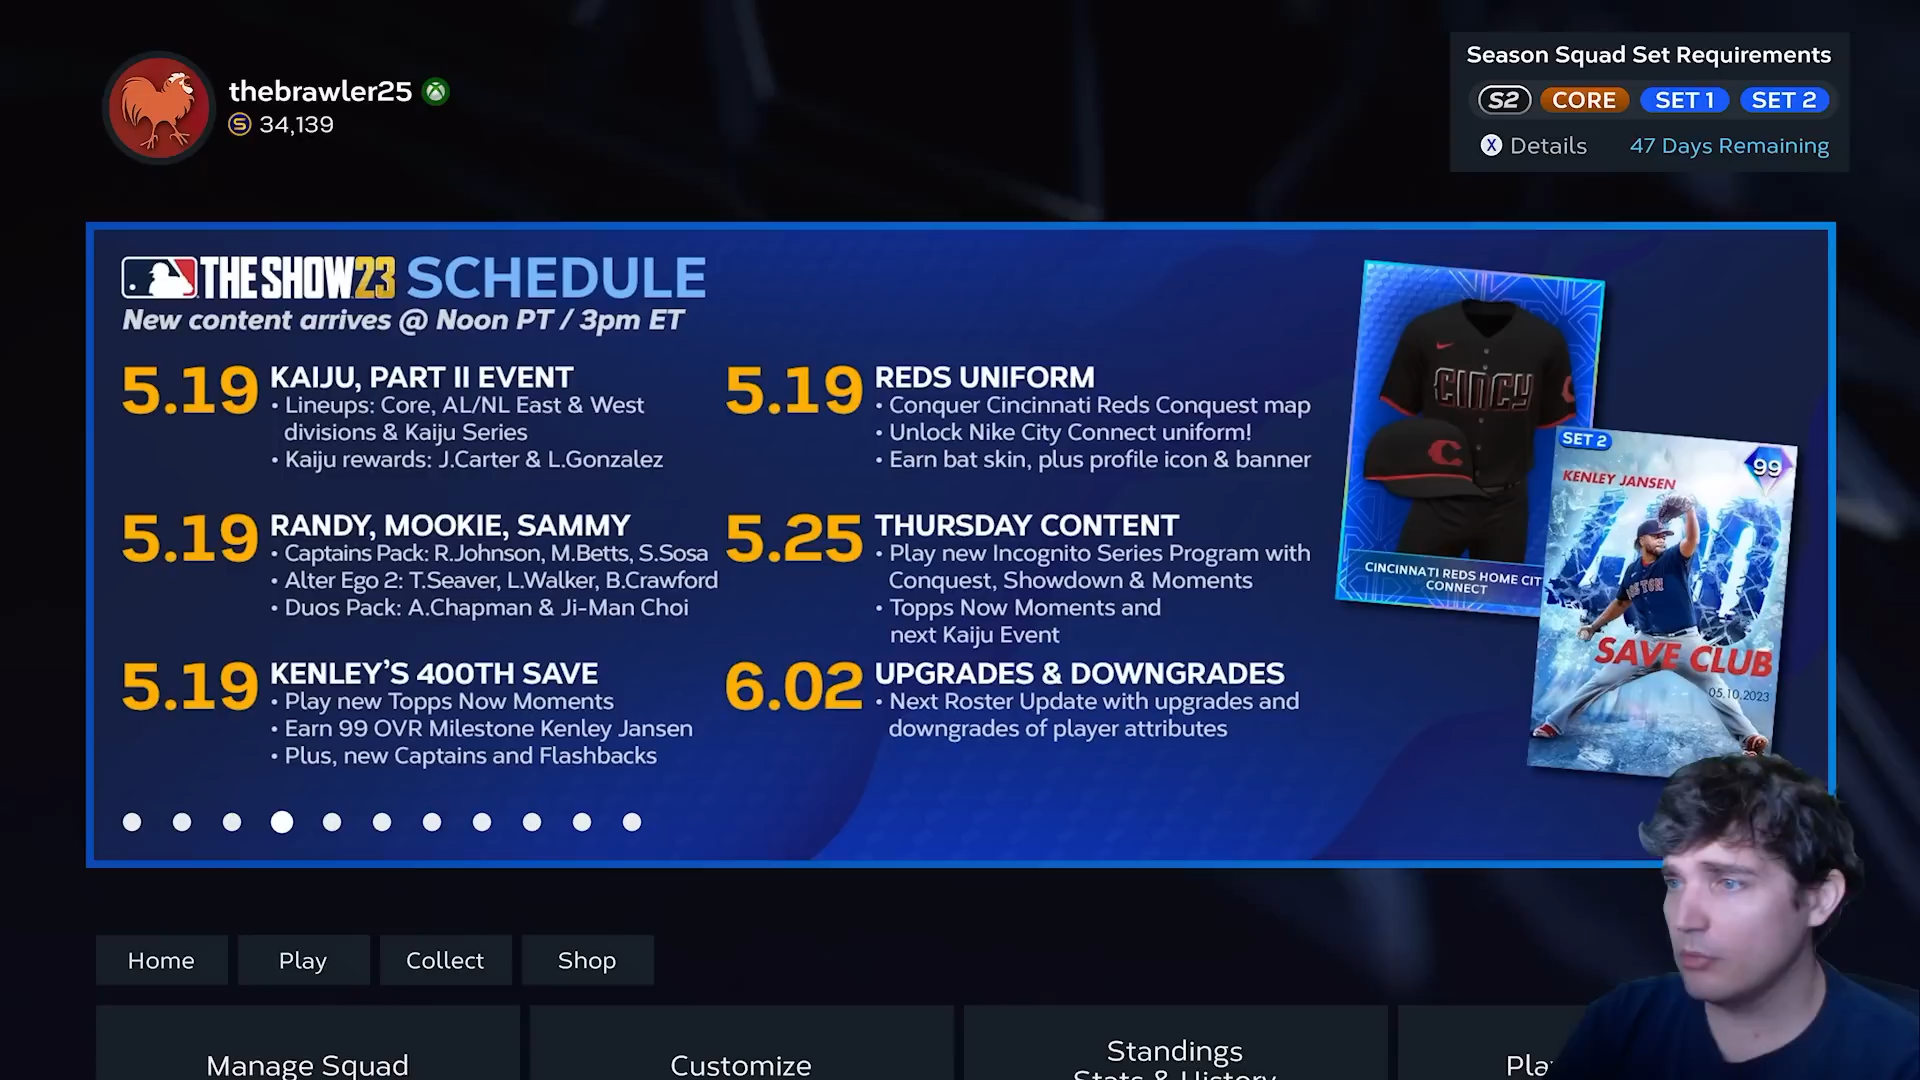 thebrawler25
34,139
Season Squad Set Requirements
S2 CORE SET 1 SET 2
X Details 47 Days Remaining
THE SHOW 23 SCHEDULE
New content arrives @ Noon PT / 3pm ET
5.19 KAIJU, PART II EVENT
• Lineups: Core, AL/NL East & West
divisions & Kaiju Series
• Kaiju rewards: J.Carter & L.Gonzalez
5.19 RANDY, MOOKIE, SAMMY
• Captains Pack: R.Johnson, M.Betts, S.Sosa
• Alter Ego 2: T.Seaver, L.Walker, B.Crawford
• Duos Pack: A.Chapman & Ji-Man Choi
5.19 KENLEY'S 400TH SAVE
• Play new Topps Now Moments
• Earn 99 OVR Milestone Kenley Jansen
• Plus, new Captains and Flashbacks
5.19 REDS UNIFORM
• Conquer Cincinnati Reds Conquest map
• Unlock Nike City Connect uniform!
• Earn bat skin, plus profile icon & banner
5.25 THURSDAY CONTENT
• Play new Incognito Series Program with
Conquest, Showdown & Moments
• Topps Now Moments and
next Kaiju Event
6.02 UPGRADES & DOWNGRADES
• Next Roster Update with upgrades and
downgrades of player attributes
CINCY
C
CINCINNATI REDS HOME CIT
CONNECT
SET 2
99
KENLEY JANSEN
400
BOSTON
SAVE CLUB
05.10.2023
Home Play Collect Shop
Manage Squad
Customize
Standings
Stats & History
Pla